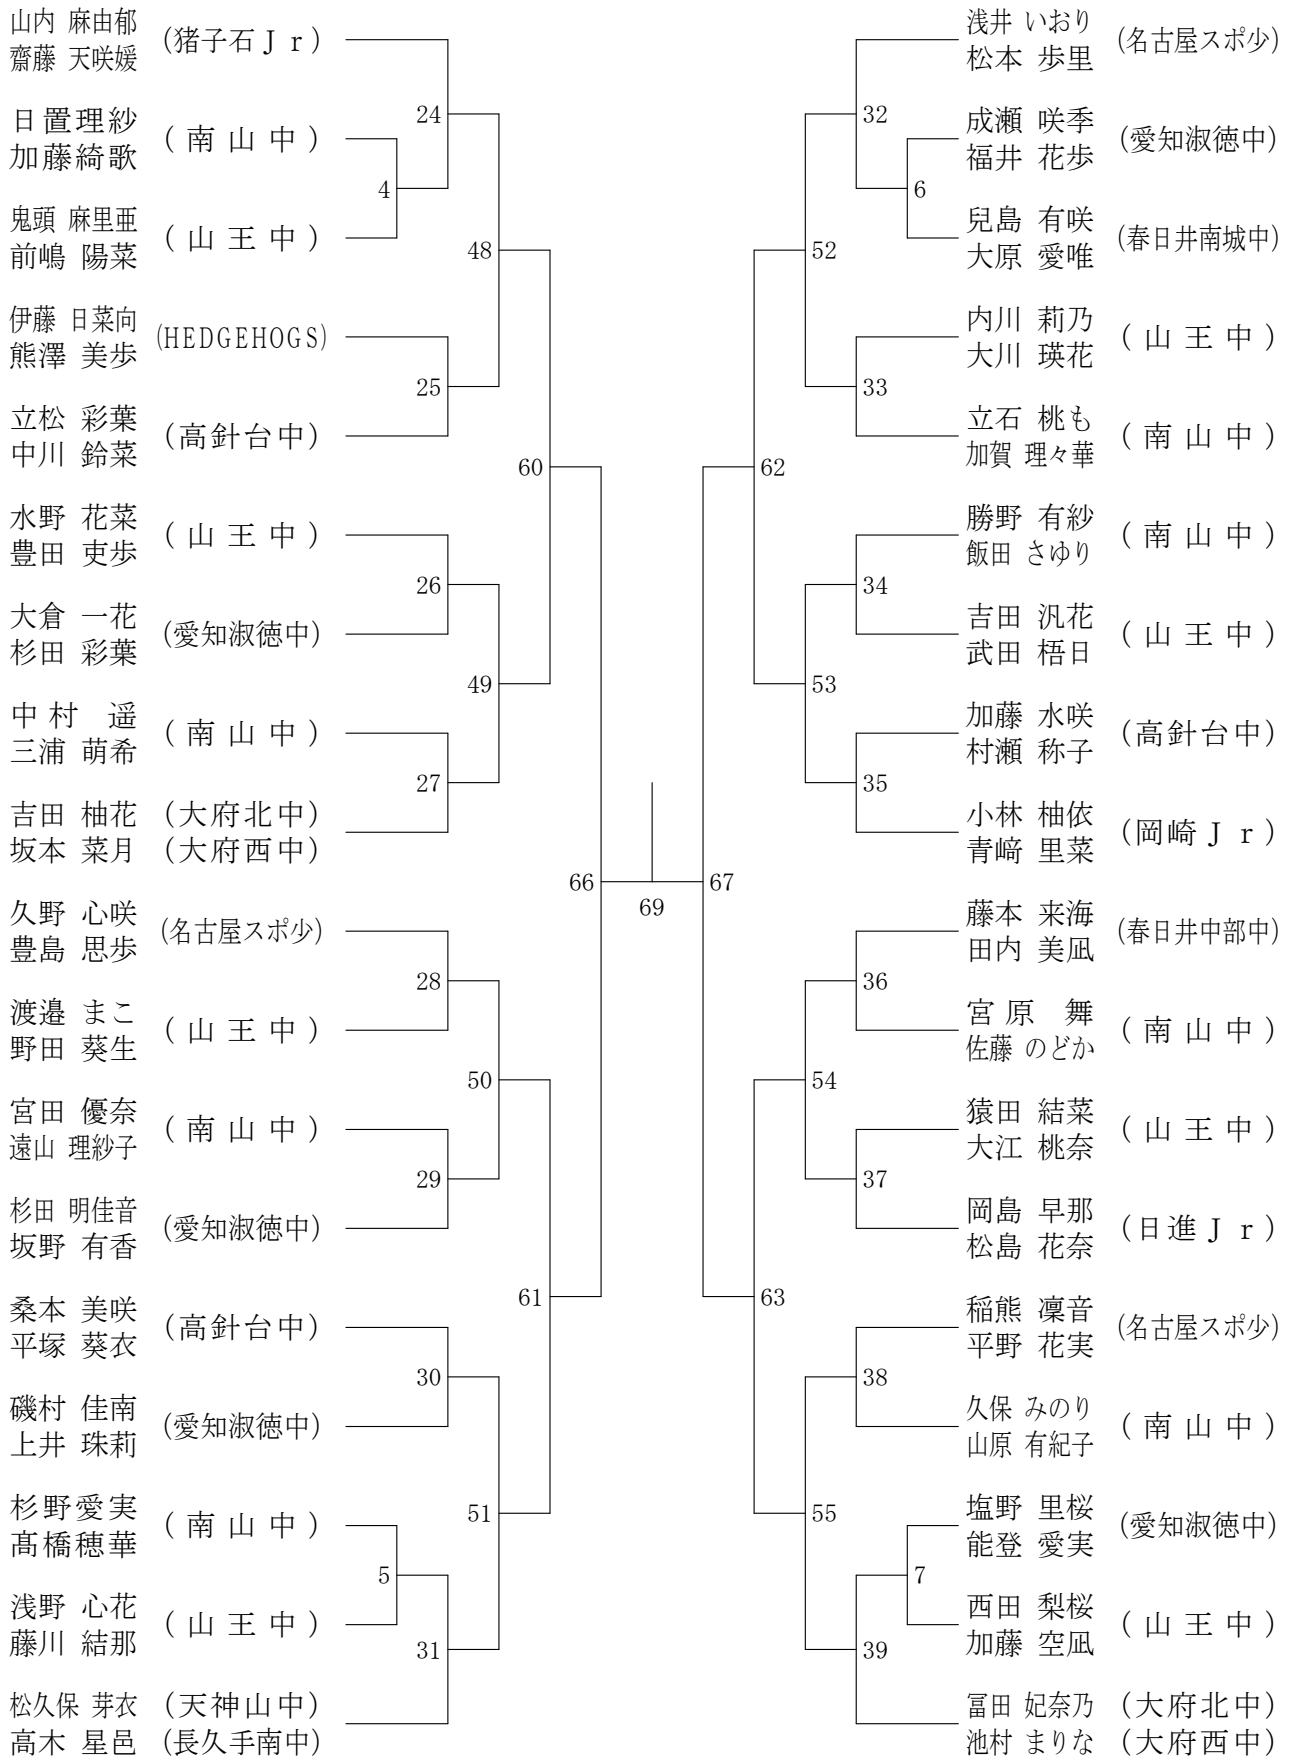 山内 麻由郁
齋藤 天咲媛
(猪子石Jr)
日置理紗
加藤綺歌
(南山中)
鬼頭 麻里亜
前嶋 陽菜
(山王中)
伊藤 日菜向
熊澤 美歩
(HEDGEHOGS)
立松 彩葉
中川 鈴菜
(高針台中)
水野 花菜
豊田 吏歩
(山王中)
大倉 一花
杉田 彩葉
(愛知淑徳中)
中村 遥
三浦 萌希
(南山中)
吉田 柚花 (大府北中)
坂本 菜月 (大府西中)
久野 心咲
豊島 思歩
(名古屋スポ少)
渡邉 まこ
野田 葵生
(山王中)
宮田 優奈
遠山 理紗子
(南山中)
杉田 明佳音
坂野 有香
(愛知淑徳中)
桑本 美咲
平塚 葵衣
(高針台中)
磯村 佳南
上井 珠莉
(愛知淑徳中)
杉野愛実
髙橋穂華
(南山中)
浅野 心花
藤川 結那
(山王中)
松久保 芽衣 (天神山中)
高木 星邑 (長久手南中)
24
4
48
25
60
26
49
27
66
28
50
29
61
30
51
5
31
69
32
6
52
33
62
34
53
35
67
36
54
37
63
38
55
7
39
浅井 いおり
松本 歩里
(名古屋スポ少)
成瀬 咲季
福井 花歩
(愛知淑徳中)
兒島 有咲
大原 愛唯
(春日井南城中)
内川 莉乃
大川 瑛花
(山王中)
立石 桃も
加賀 理々華
(南山中)
勝野 有紗
飯田 さゆり
(南山中)
吉田 汎花
武田 梧日
(山王中)
加藤 水咲
村瀬 称子
(高針台中)
小林 柚依
青﨑 里菜
(岡崎Jr)
藤本 来海
田内 美凪
(春日井中部中)
宮原 舞
佐藤 のどか
(南山中)
猿田 結菜
大江 桃奈
(山王中)
岡島 早那
松島 花奈
(日進Jr)
稲熊 凜音
平野 花実
(名古屋スポ少)
久保 みのり
山原 有紀子
(南山中)
塩野 里桜
能登 愛実
(愛知淑徳中)
西田 梨桜
加藤 空凪
(山王中)
冨田 妃奈乃 (大府北中)
池村 まりな (大府西中)